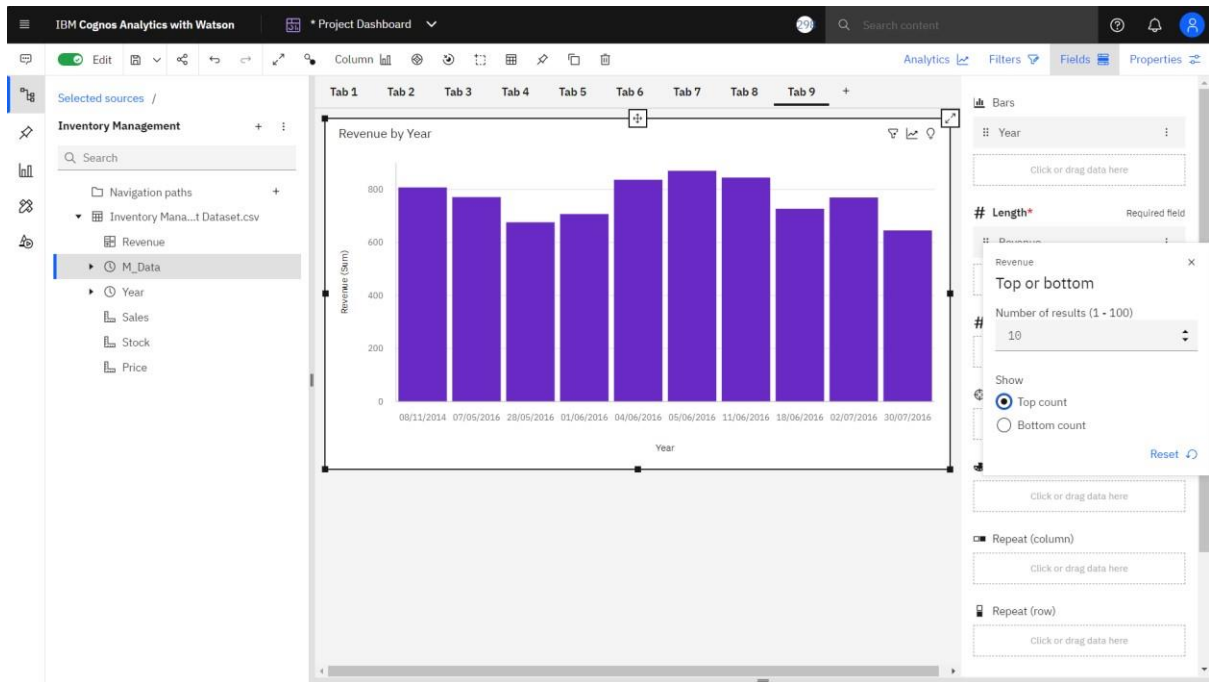 IBM Cognos Analytics with Watson
* Project Dashboard
298
Search content
Edit
Column
Analytics
Filters
Fields
Properties
Selected sources /
Inventory Management
Search
Navigation paths
Inventory Mana...t Dataset.csv
Revenue
M_Data
Year
Sales
Stock
Price
Tab 1 Tab 2 Tab 3 Tab 4 Tab 5 Tab 6 Tab 7 Tab 8 Tab 9 +
Revenue by Year
Revenue (Sum)
800
600
400
200
0
08/11/2014 07/05/2016 28/05/2016 01/06/2016 04/06/2016 05/06/2016 11/06/2016 18/06/2016 02/07/2016 30/07/2016
Year
Bars
Year
Click or drag data here
# Length* Required field
Revenue
Revenue
Top or bottom
Number of results (1 - 100)
10
Show
Top count
Bottom count
Reset
Click or drag data here
Repeat (column)
Click or drag data here
Repeat (row)
Click or drag data here